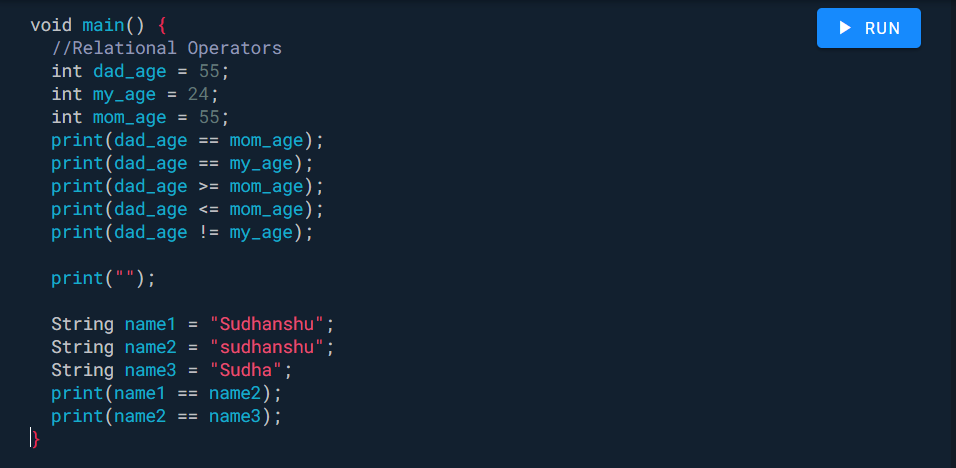 void main() {
RUN
  //Relational Operators
  int dad_age = 55;
  int my_age = 24;
  int mom_age = 55;
  print(dad_age == mom_age);
  print(dad_age == my_age);
  print(dad_age >= mom_age);
  print(dad_age <= mom_age);
  print(dad_age != my_age);

  print("");

  String name1 = "Sudhanshu";
  String name2 = "sudhanshu";
  String name3 = "Sudha";
  print(name1 == name2);
  print(name2 == name3);
}